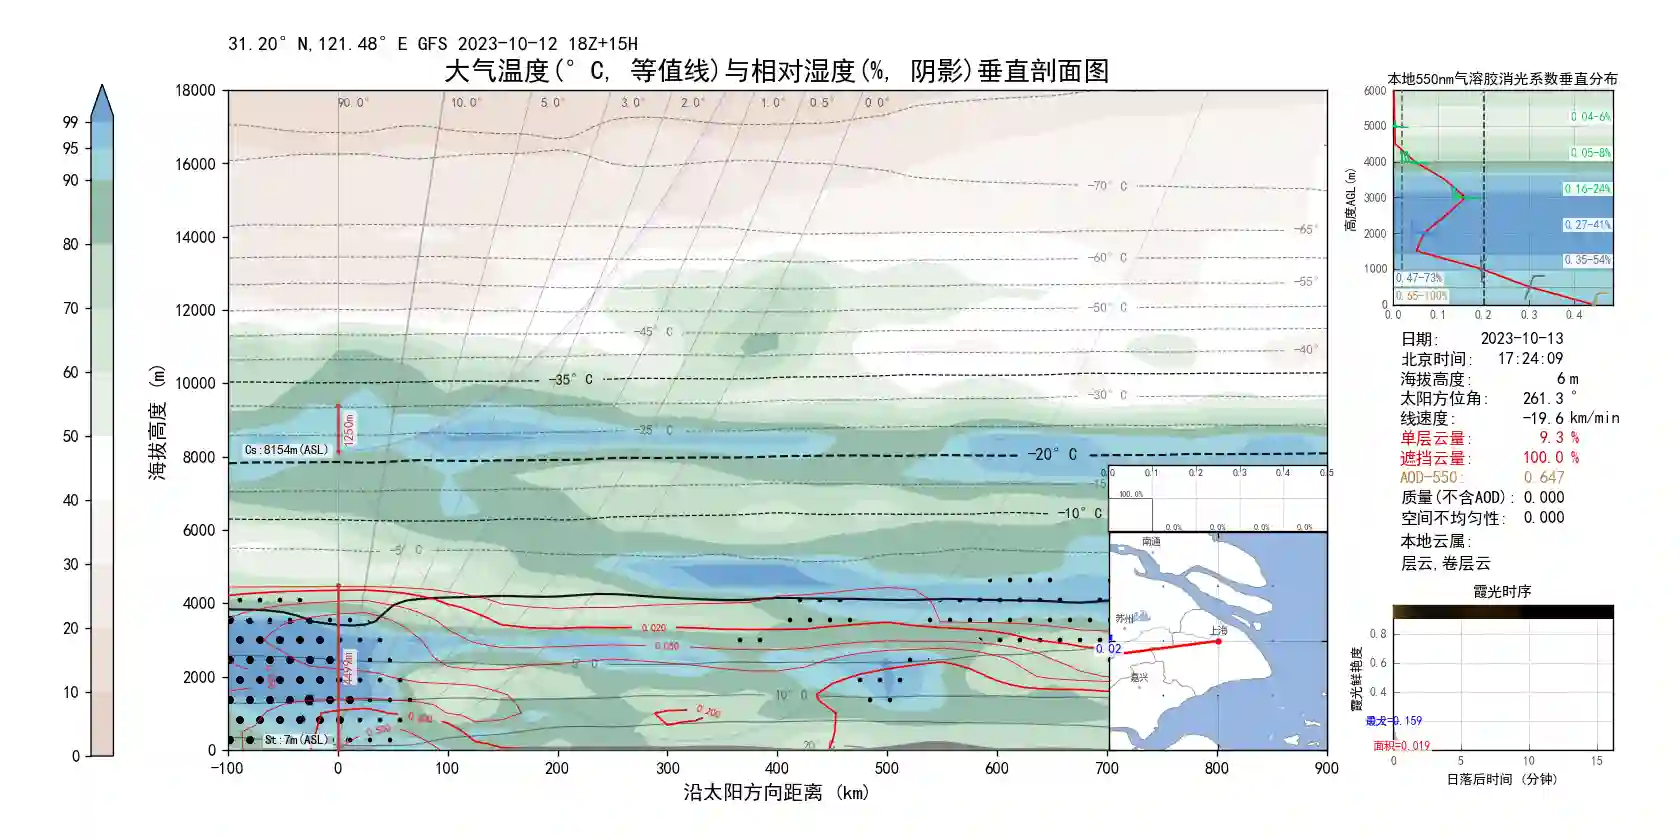 31.20° N,121.48° E GFS 2023-10-12 18Z+15H
大气温度(° C, 等值线)与相对湿度(%, 阴影)垂直剖面图
99
95
90
80
70
60
50
40
30
20
10
0
海拔高度 (m)
18000
16000
14000
12000
10000
8000
6000
4000
2000
0
90.0°
10.0°
5.0°
3.0°
2.0°
1.0°
0.5°
0.0°
-70° C
-65°
-60° C
-55°
-50° C
-45° C
-40°
-35° C
-30° C
-25° C
-20° C
-15
-10° C
-5° C
10° C
20
1250m
Cs:8154m(ASL)
4499m
St:7m(ASL)
0.020
0.200
-100
0
100
200
300
400
500
600
700
800
900
沿太阳方向距离 (km)
0.0
0.1
0.2
0.3
0.4
0.5
100.0%
0.0%
0.0%
0.0%
0.0%
南通
苏州
上海
嘉兴
0.02
本地550nm气溶胶消光系数垂直分布
高度AGL(m)
6000
5000
4000
3000
2000
1000
0
0.04-6%
0.05-8%
0.16-24%
0.27-41%
0.35-54%
0.47-73%
0.65-100%
0.0
0.1
0.2
0.3
0.4
日期: 2023-10-13
北京时间: 17:24:09
海拔高度: 6 m
太阳方位角: 261.3 °
线速度: -19.6 km/min
单层云量: 9.3 %
遮挡云量: 100.0 %
AOD-550: 0.647
质量(不含AOD): 0.000
空间不均匀性: 0.000
本地云属:
层云,卷层云
霞光时序
霞光鲜艳度
0.8
0.6
0.4
最大=0.159
面积=0.019
0
5
10
15
日落后时间 (分钟)